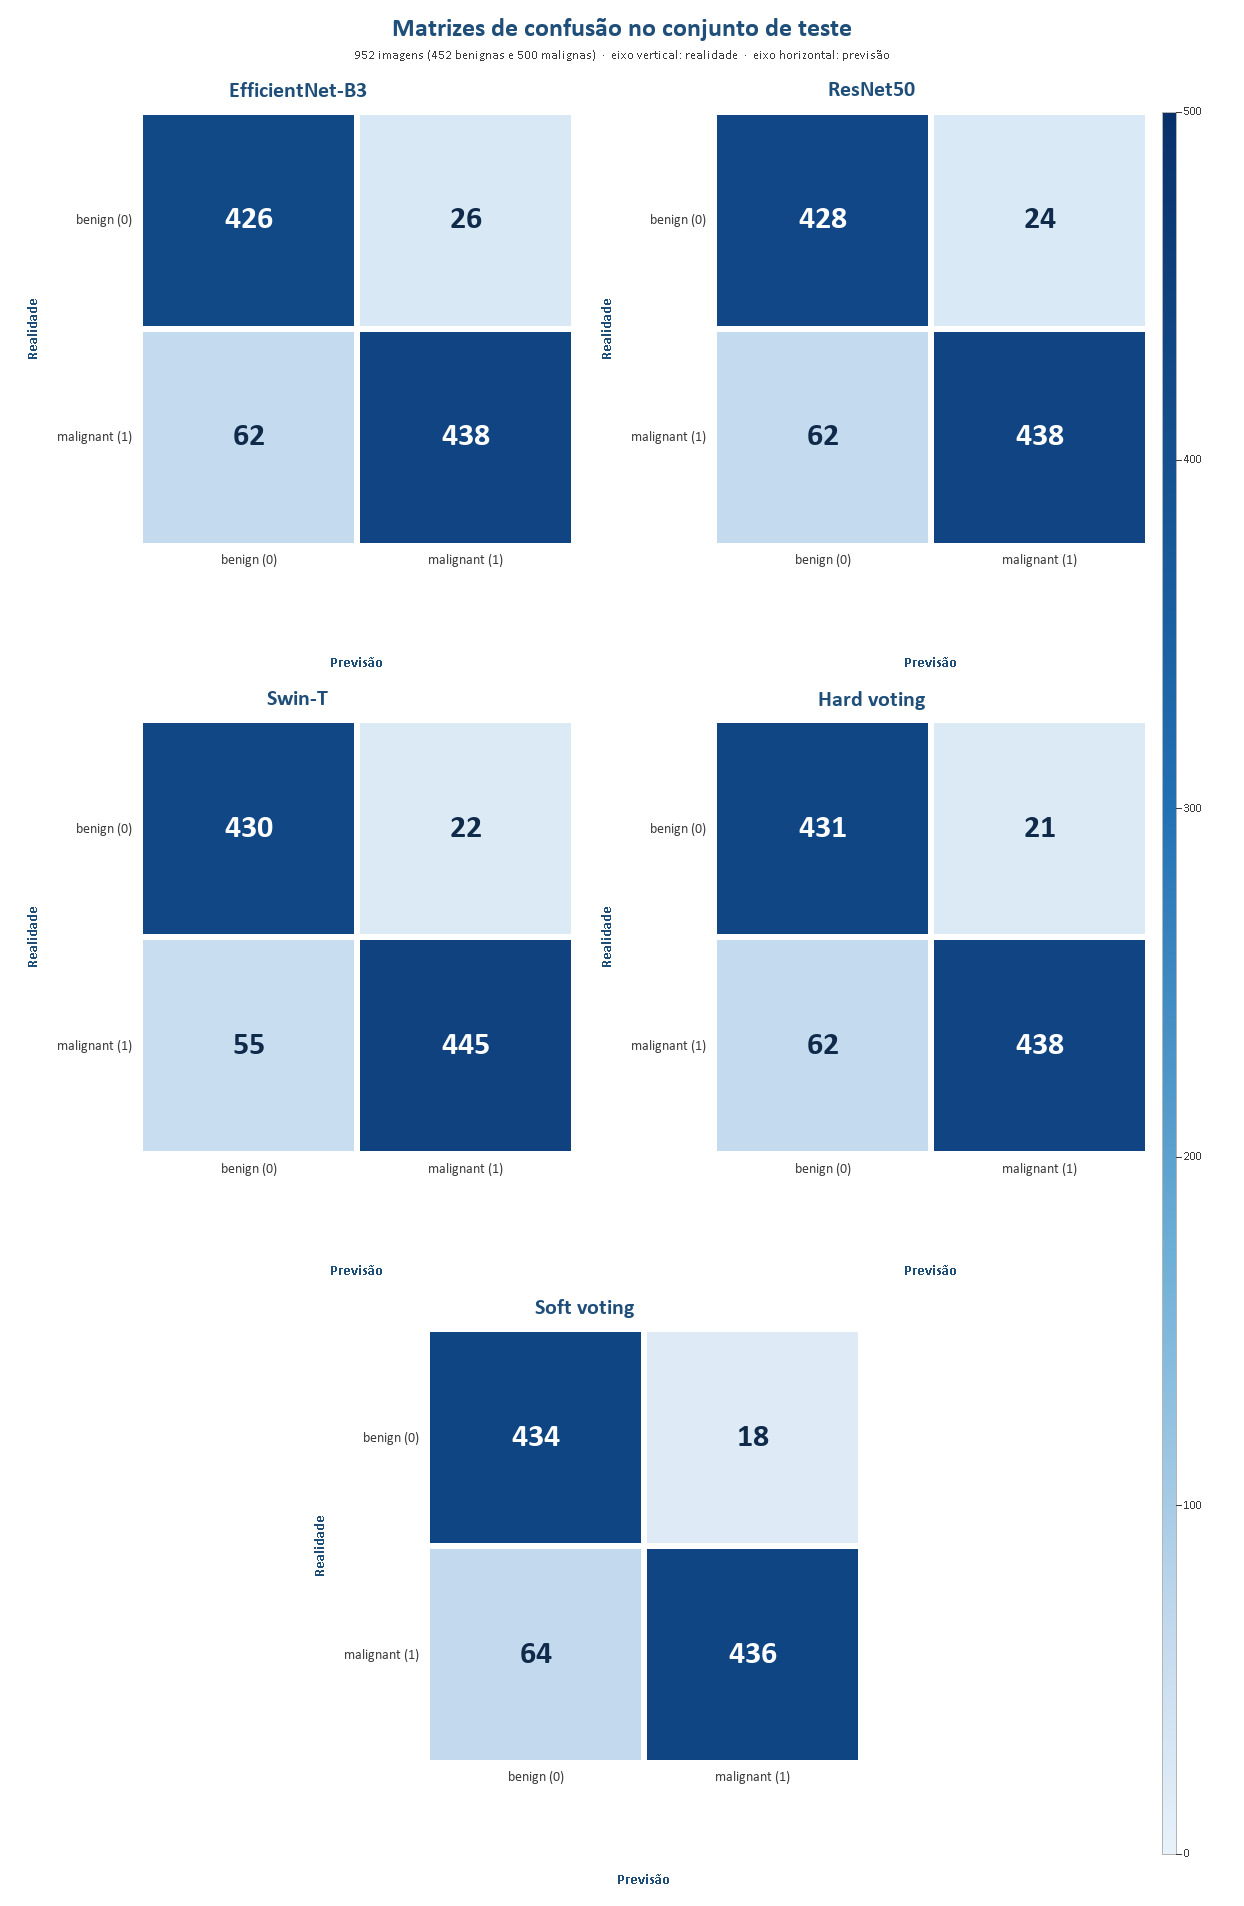 Matrizes de confusão no conjunto de teste
952 imagens (452 benignas e 500 malignas) · eixo vertical: realidade · eixo horizontal: previsão
EfficientNet-B3
ResNet50
500
benign (0)
426
26
benign (0)
428
24
Realidade
Realidade
malignant (1)
62
438
malignant (1)
62
438
400
benign (0)
malignant (1)
benign (0)
malignant (1)
Previsão
Previsão
Swin-T
Hard voting
300
benign (0)
430
22
benign (0)
431
21
Realidade
Realidade
malignant (1)
55
445
malignant (1)
62
438
200
benign (0)
malignant (1)
benign (0)
malignant (1)
Previsão
Previsão
Soft voting
benign (0)
434
18
100
Realidade
malignant (1)
64
436
benign (0)
malignant (1)
0
Previsão